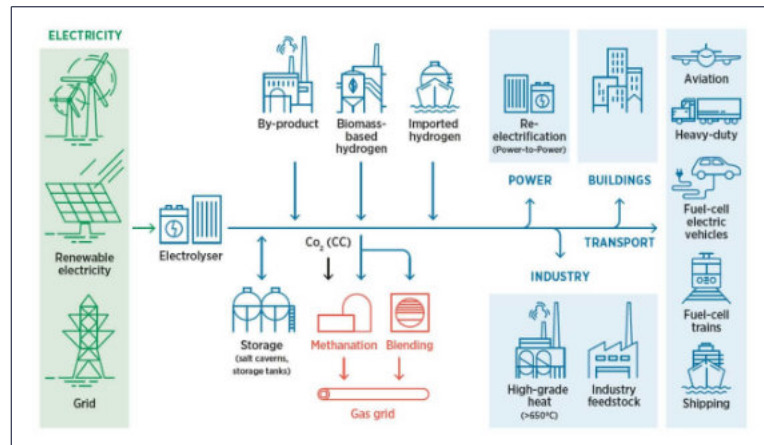 ELECTRICITY
Renewable
electricity
Grid
Electrolyser
By-product
Biomass-
based
hydrogen
Imported
hydrogen
Co2 (CC)
Storage
(salt caverns,
storage tanks)
Methanation
Blending
Gas grid
Re-
electrification
(Power-to-Power)
POWER
BUILDINGS
TRANSPORT
INDUSTRY
High-grade
heat
(>650°C)
Industry
feedstock
Aviation
Heavy-duty
Fuel-cell
electric
vehicles
Fuel-cell
trains
Shipping